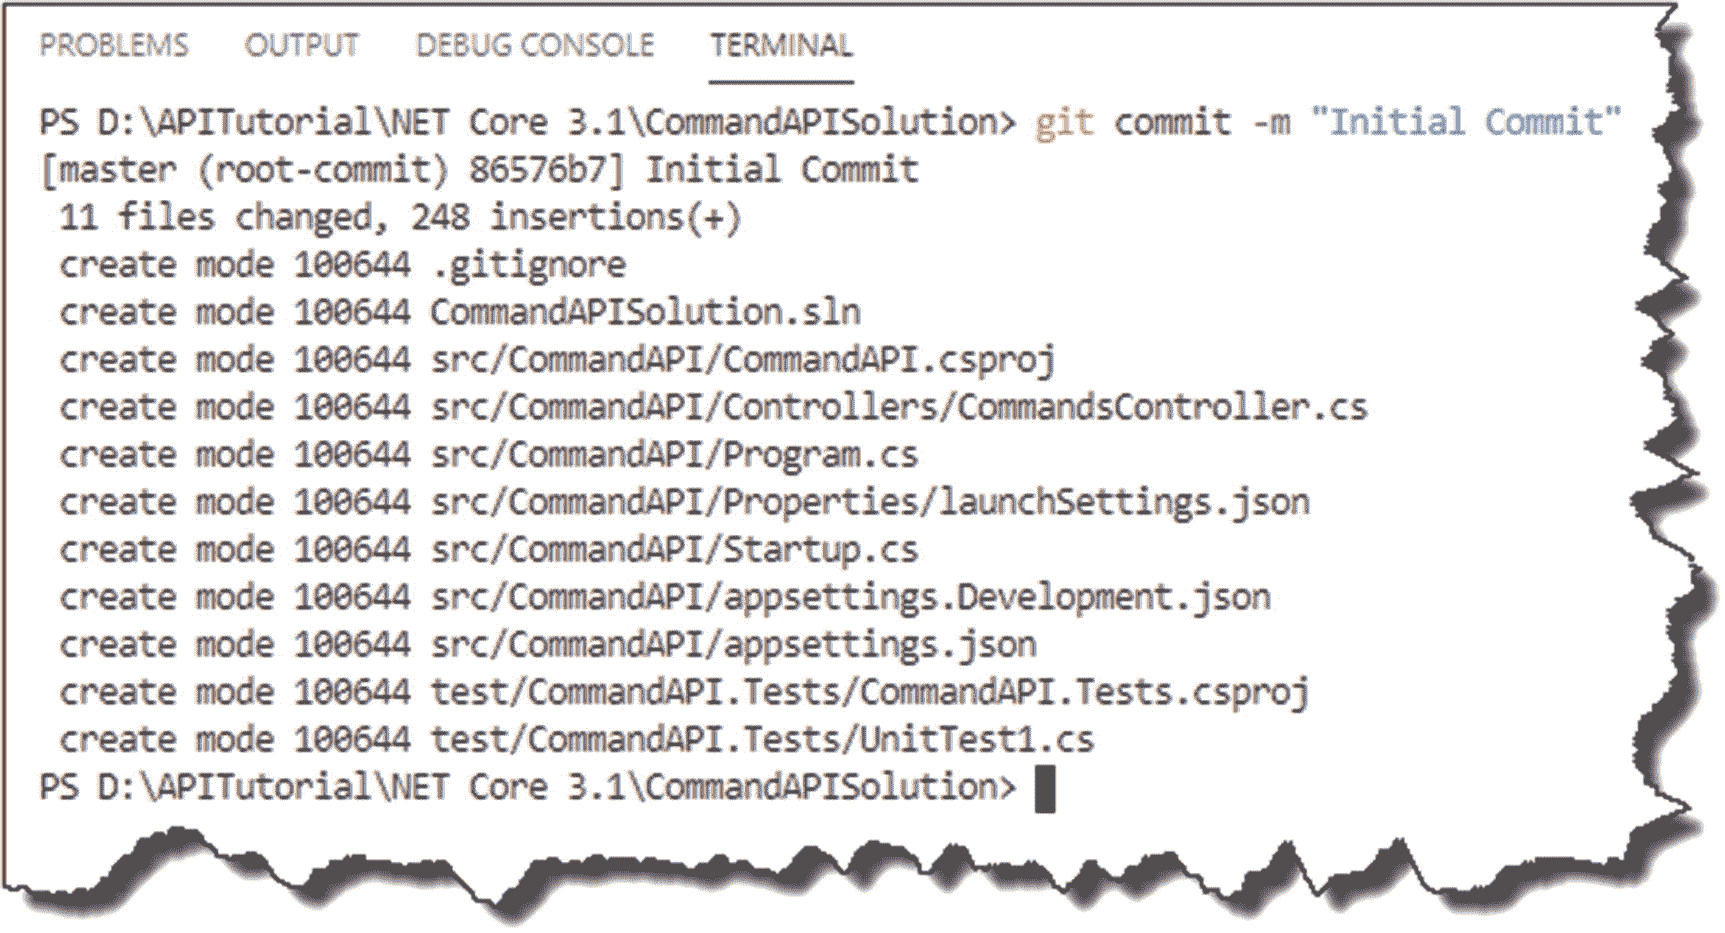 PROBLEMS OUTPUT DEBUG CONSOLE TERMINAL
PS D:\APITutorial\NET Core 3.1\CommandAPISolution> git commit -m "Initial Commit"
[master (root-commit) 86576b7] Initial Commit
 11 files changed, 248 insertions(+)
 create mode 100644 .gitignore
 create mode 100644 CommandAPISolution.sln
 create mode 100644 src/CommandAPI/CommandAPI.csproj
 create mode 100644 src/CommandAPI/Controllers/CommandsController.cs
 create mode 100644 src/CommandAPI/Program.cs
 create mode 100644 src/CommandAPI/Properties/launchSettings.json
 create mode 100644 src/CommandAPI/Startup.cs
 create mode 100644 src/CommandAPI/appsettings.Development.json
 create mode 100644 src/CommandAPI/appsettings.json
 create mode 100644 test/CommandAPI.Tests/CommandAPI.Tests.csproj
 create mode 100644 test/CommandAPI.Tests/UnitTest1.cs
PS D:\APITutorial\NET Core 3.1\CommandAPISolution>